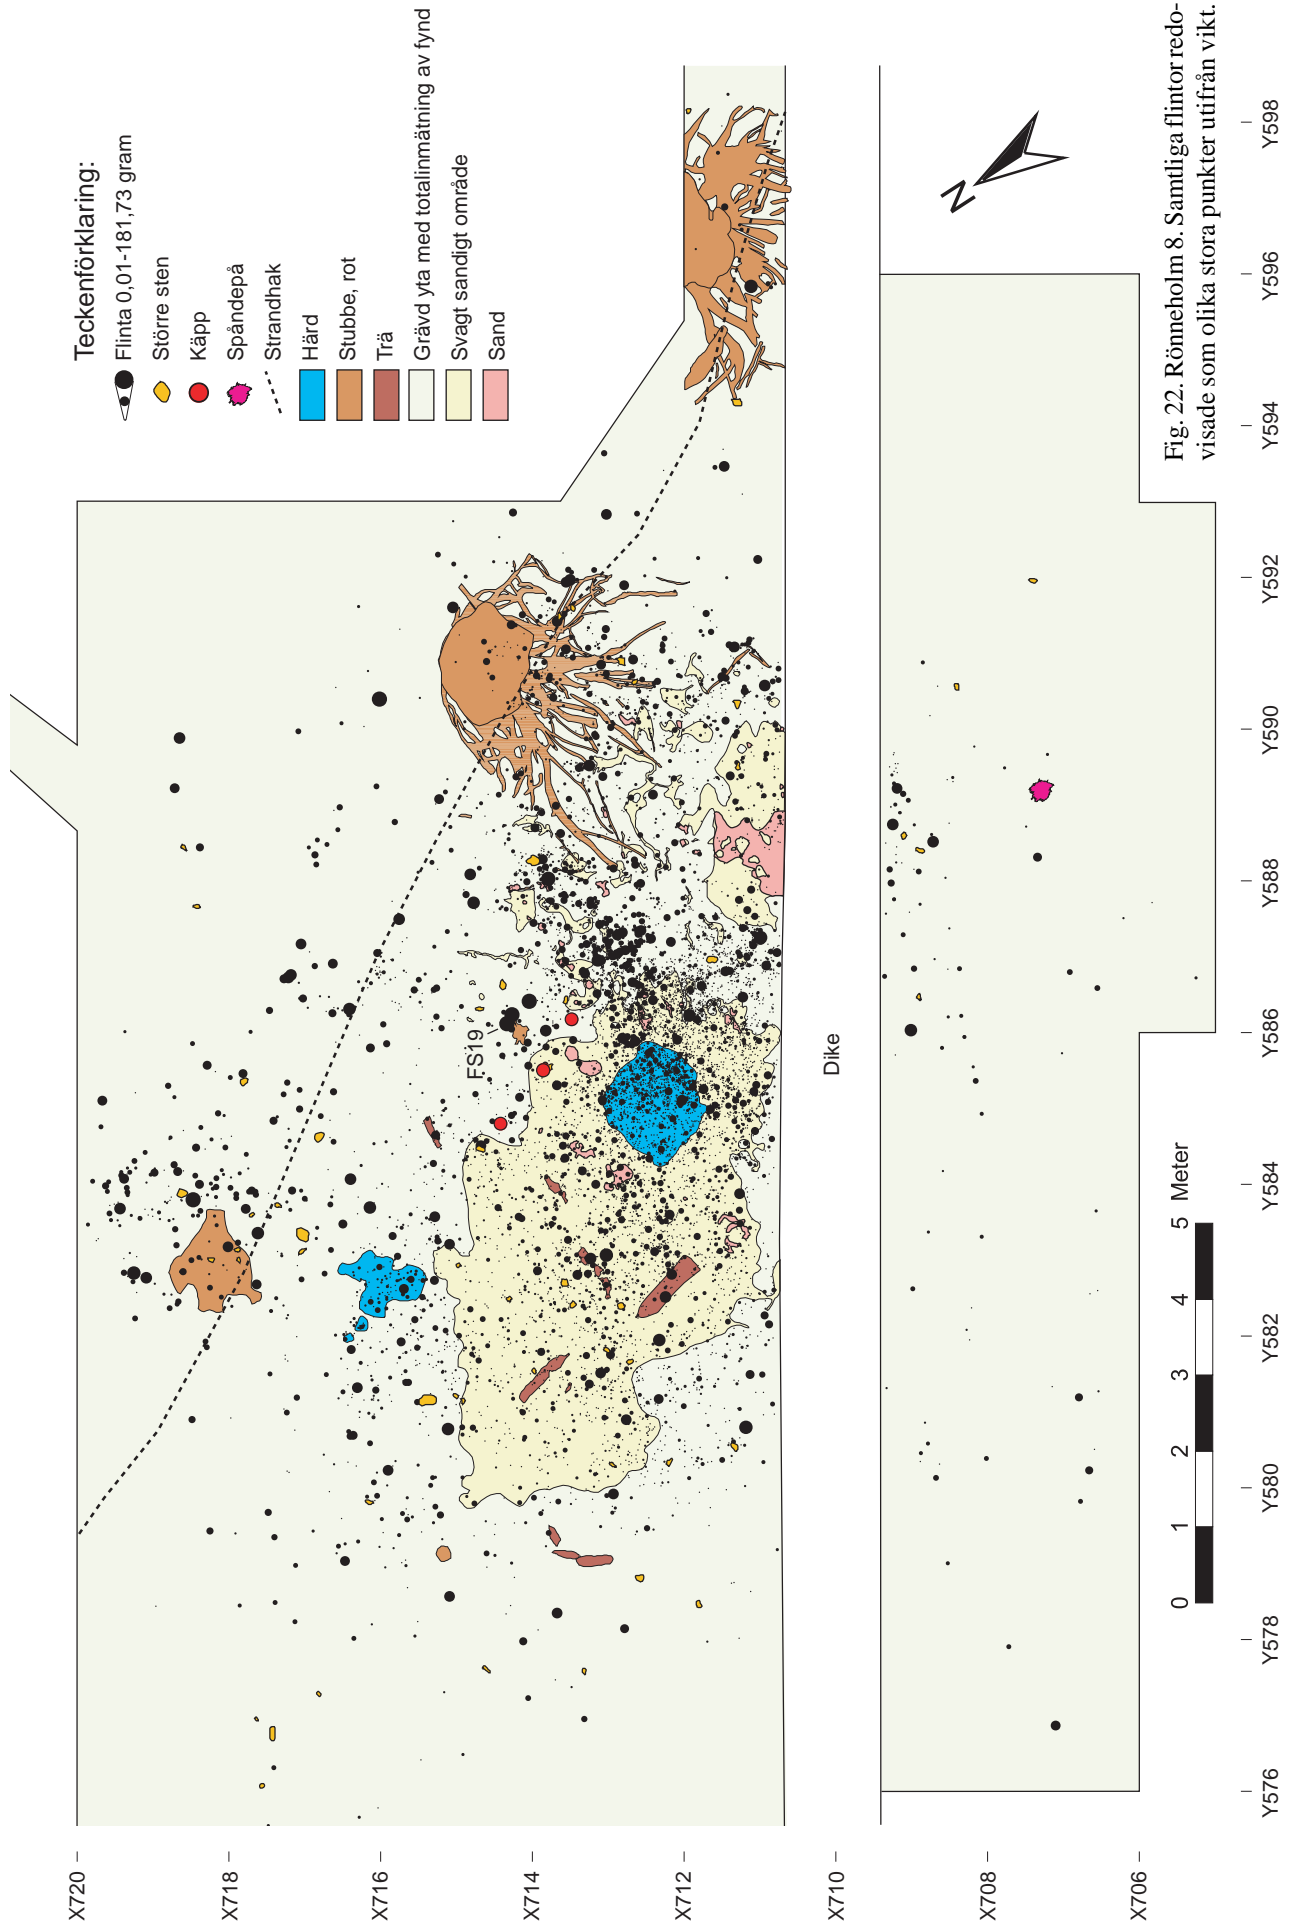 Teckenförklaring:
Flinta 0,01-181,73 gram
Större sten
Käpp
Spåndepå
Strandhak
Härd
Stubbe, rot
Trä
Grävd yta med totalinmätning av fynd
Svagt sandigt område
Sand
FS19
Dike
N
0 1 2 3 4 5 Meter
X720
X718
X716
X714
X712
X710
X708
X706
Y576 Y578 Y580 Y582 Y584 Y586 Y588 Y590 Y592 Y594 Y596 Y598
Fig. 22. Rönneholm 8. Samtliga flintor redo-
visade som olika stora punkter utifrån vikt.